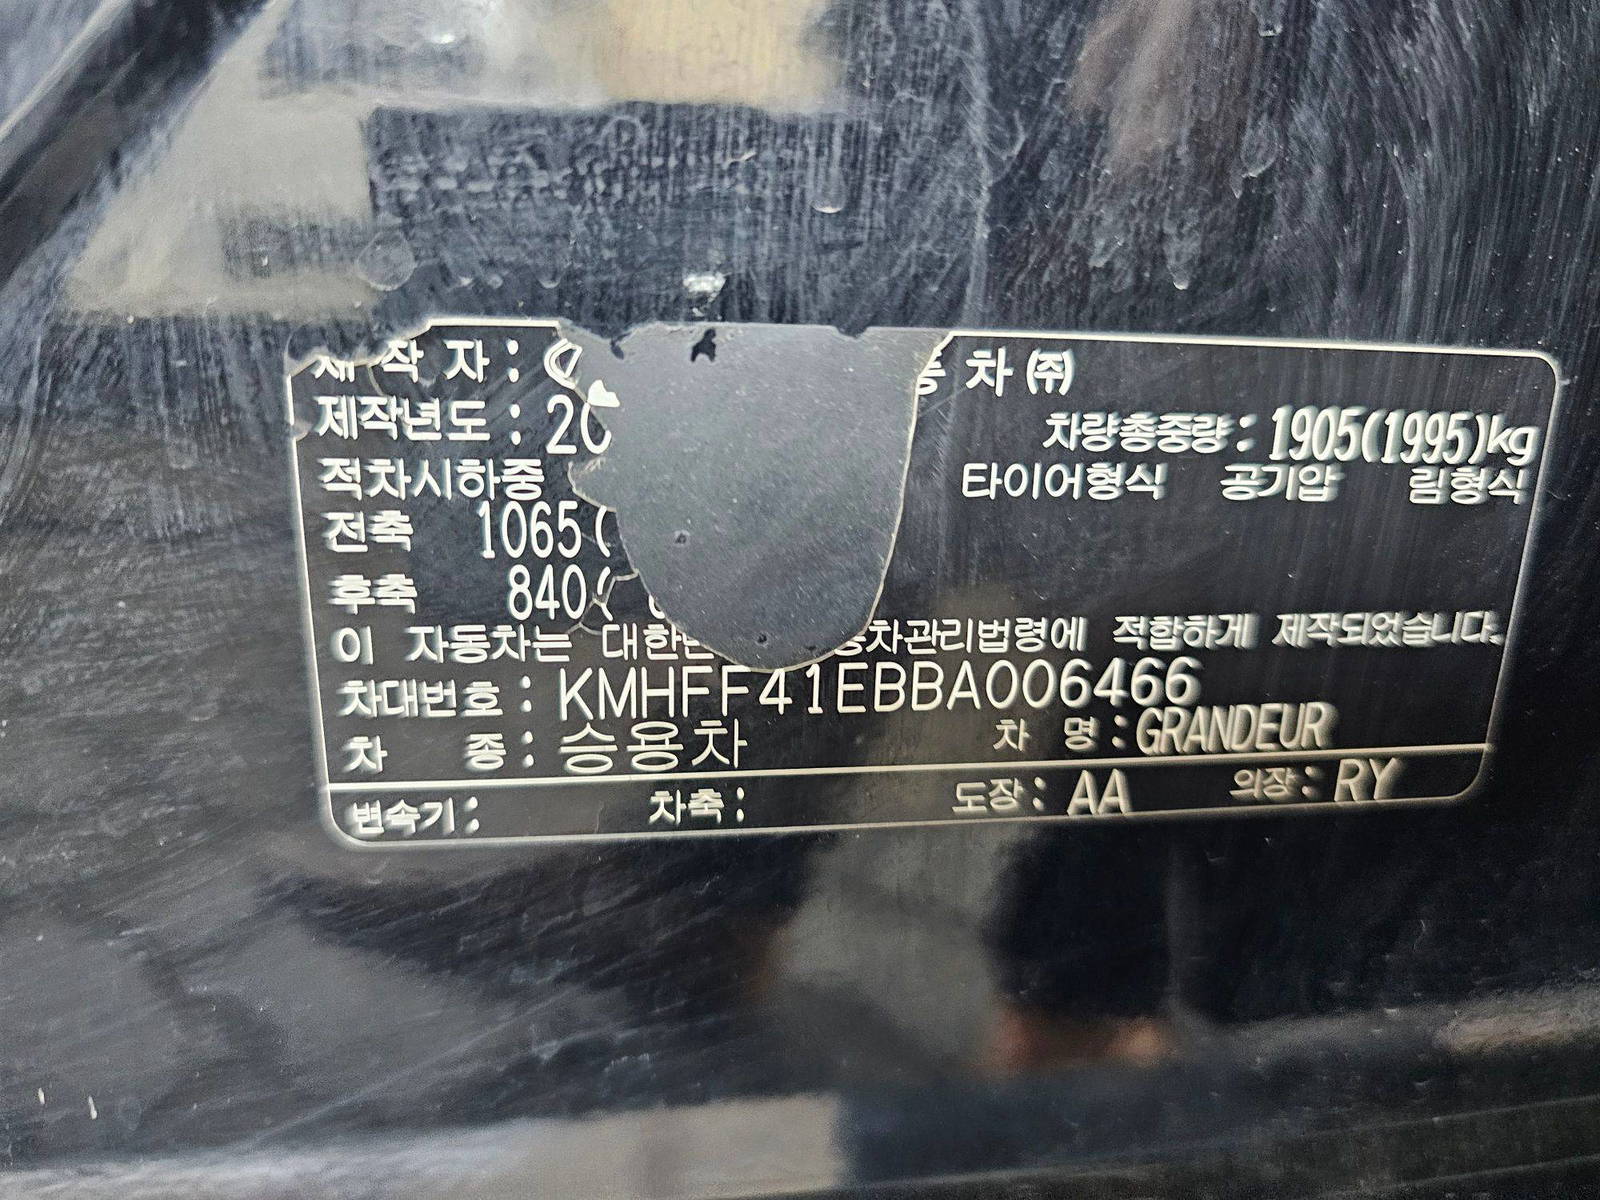 제작자 : 차 ㈜
제작년도 : 20 차량총중량 : 1905(1995)kg
적차시하중 타이어형식 공기압 림형식
전축 1065(
후축 840(
이 자동차는 대한 차관리법령에 적합하게 제작되었습니다.
차대번호 : KMHFF41EBBA006466
차 종 : 승용차 차 명 : GRANDEUR
변속기 : 차축 : 도장 : AA 의장 : RY